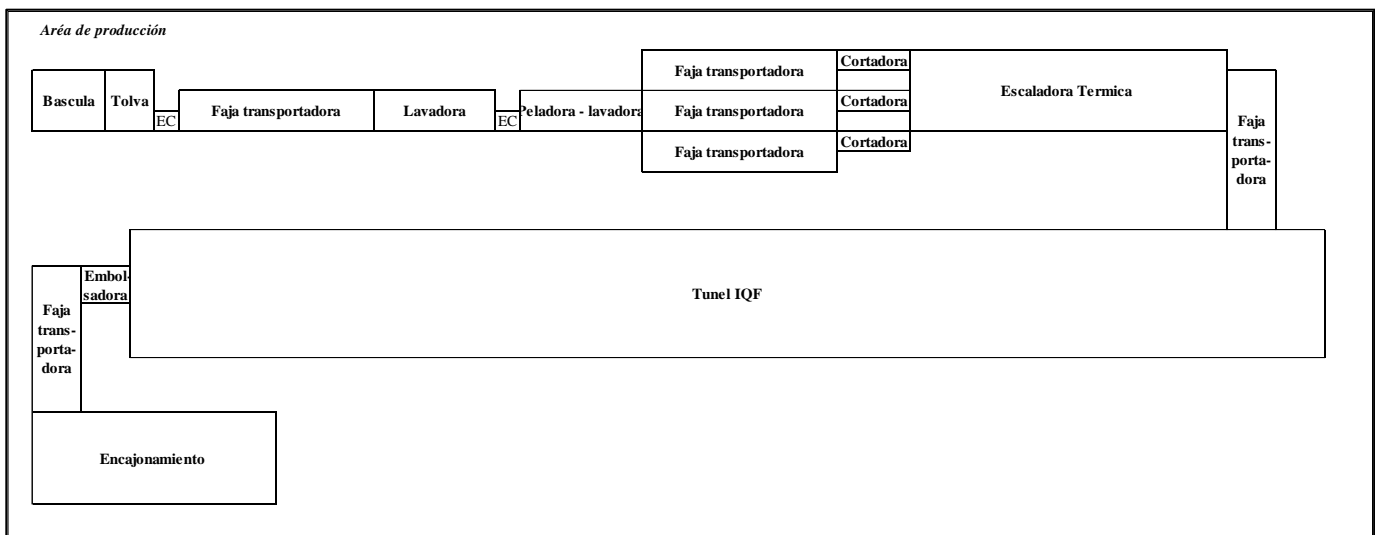 Aréa de producción
Bascula
Tolva
EC
Faja transportadora
Lavadora
EC
Peladora - lavadora
Faja transportadora
Faja transportadora
Faja transportadora
Cortadora
Cortadora
Cortadora
Escaladora Termica
Faja
trans-
porta-
dora
Tunel IQF
Embol-
sadora
Faja
trans-
porta-
dora
Encajonamiento